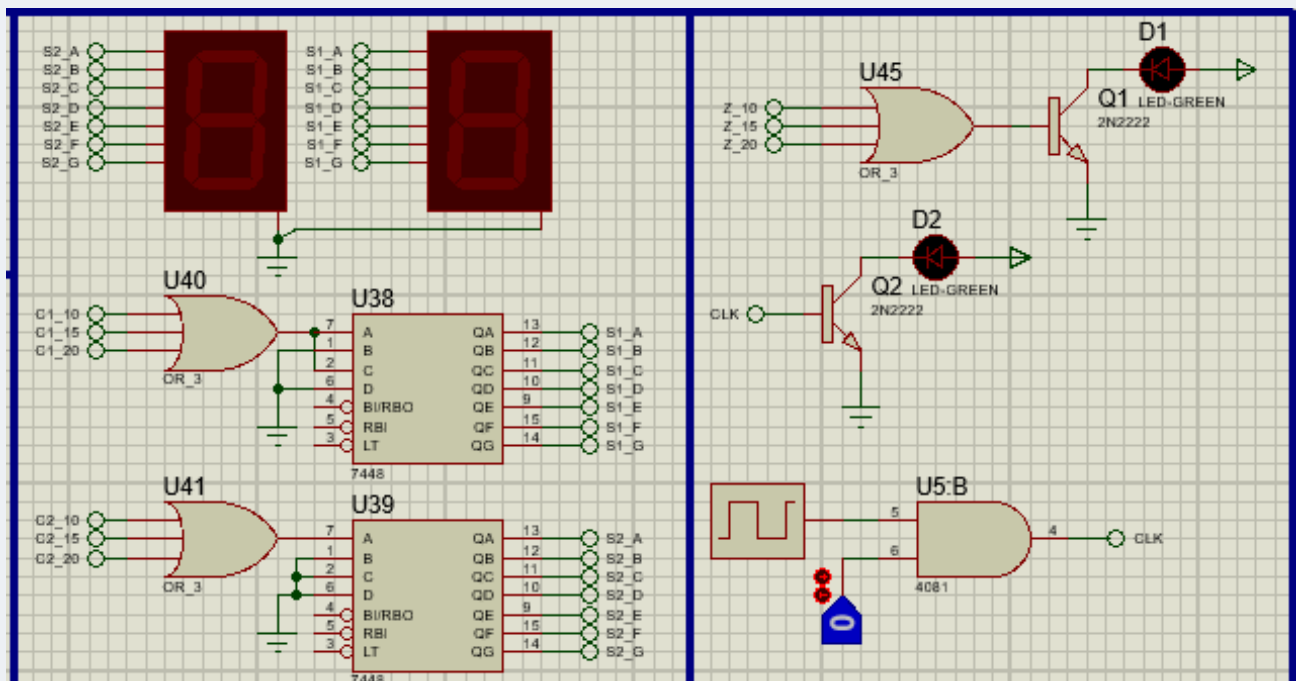 S2_A
S2_B
S2_C
S2_D
S2_E
S2_F
S2_G
S1_A
S1_B
S1_C
S1_D
S1_E
S1_F
S1_G
U40
C1_10
C1_15
C1_20
OR_3
U38
7 A QA 13 S1_A
1 B QB 12 S1_B
2 C QC 11 S1_C
6 D QD 10 S1_D
4 BI/RBO QE 9 S1_E
5 RBI QF 15 S1_F
3 LT QG 14 S1_G
7448
U41
C2_10
C2_15
C2_20
OR_3
U39
7 A QA 13 S2_A
1 B QB 12 S2_B
2 C QC 11 S2_C
6 D QD 10 S2_D
4 BI/RBO QE 9 S2_E
5 RBI QF 15 S2_F
3 LT QG 14 S2_G
7448
D1
LED-GREEN
U45
Z_10
Z_15
Z_20
OR_3
Q1
2N2222
D2
LED-GREEN
Q2
2N2222
CLK
U5:B
5
6
4
CLK
4081
0